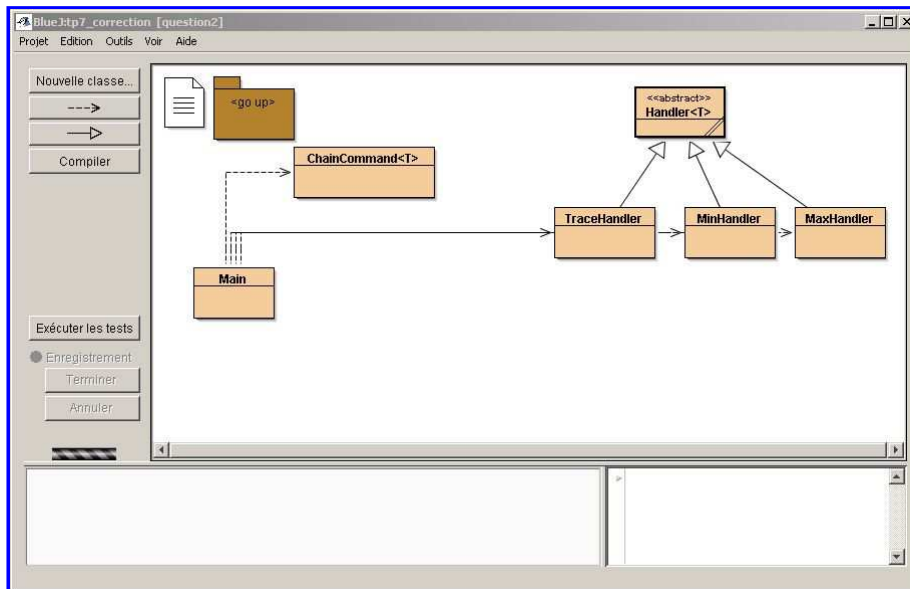 BlueJ:tp7_correction [question2]
Projet Edition Outils Voir Aide
Nouvelle classe...
Compiler
<go up>
<<abstract>>
Handler<T>
ChainCommand<T>
TraceHandler
MinHandler
MaxHandler
Main
Exécuter les tests
Enregistrement
Terminer
Annuler